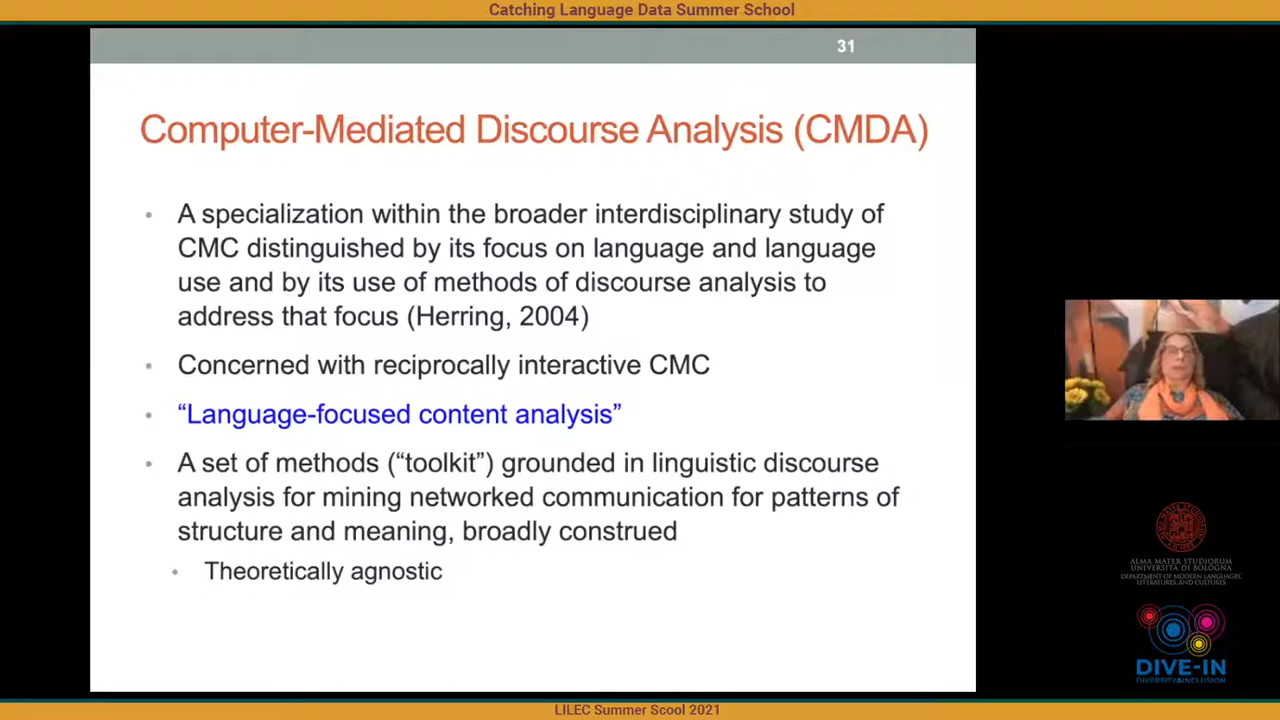 Catching Language Data Summer School
31
Computer-Mediated Discourse Analysis (CMDA)
• A specialization within the broader interdisciplinary study of
CMC distinguished by its focus on language and language
use and by its use of methods of discourse analysis to
address that focus (Herring, 2004)
• Concerned with reciprocally interactive CMC
• “Language-focused content analysis”
• A set of methods (“toolkit”) grounded in linguistic discourse
analysis for mining networked communication for patterns of
structure and meaning, broadly construed
• Theoretically agnostic
ALMA MATER STUDIORUM
UNIVERSITÀ DI BOLOGNA
DEPARTMENT OF MODERN LANGUAGES,
LITERATURES, AND CULTURES
DIVE-IN
DIVERSITY&INCLUSION
LILEC Summer Scool 2021